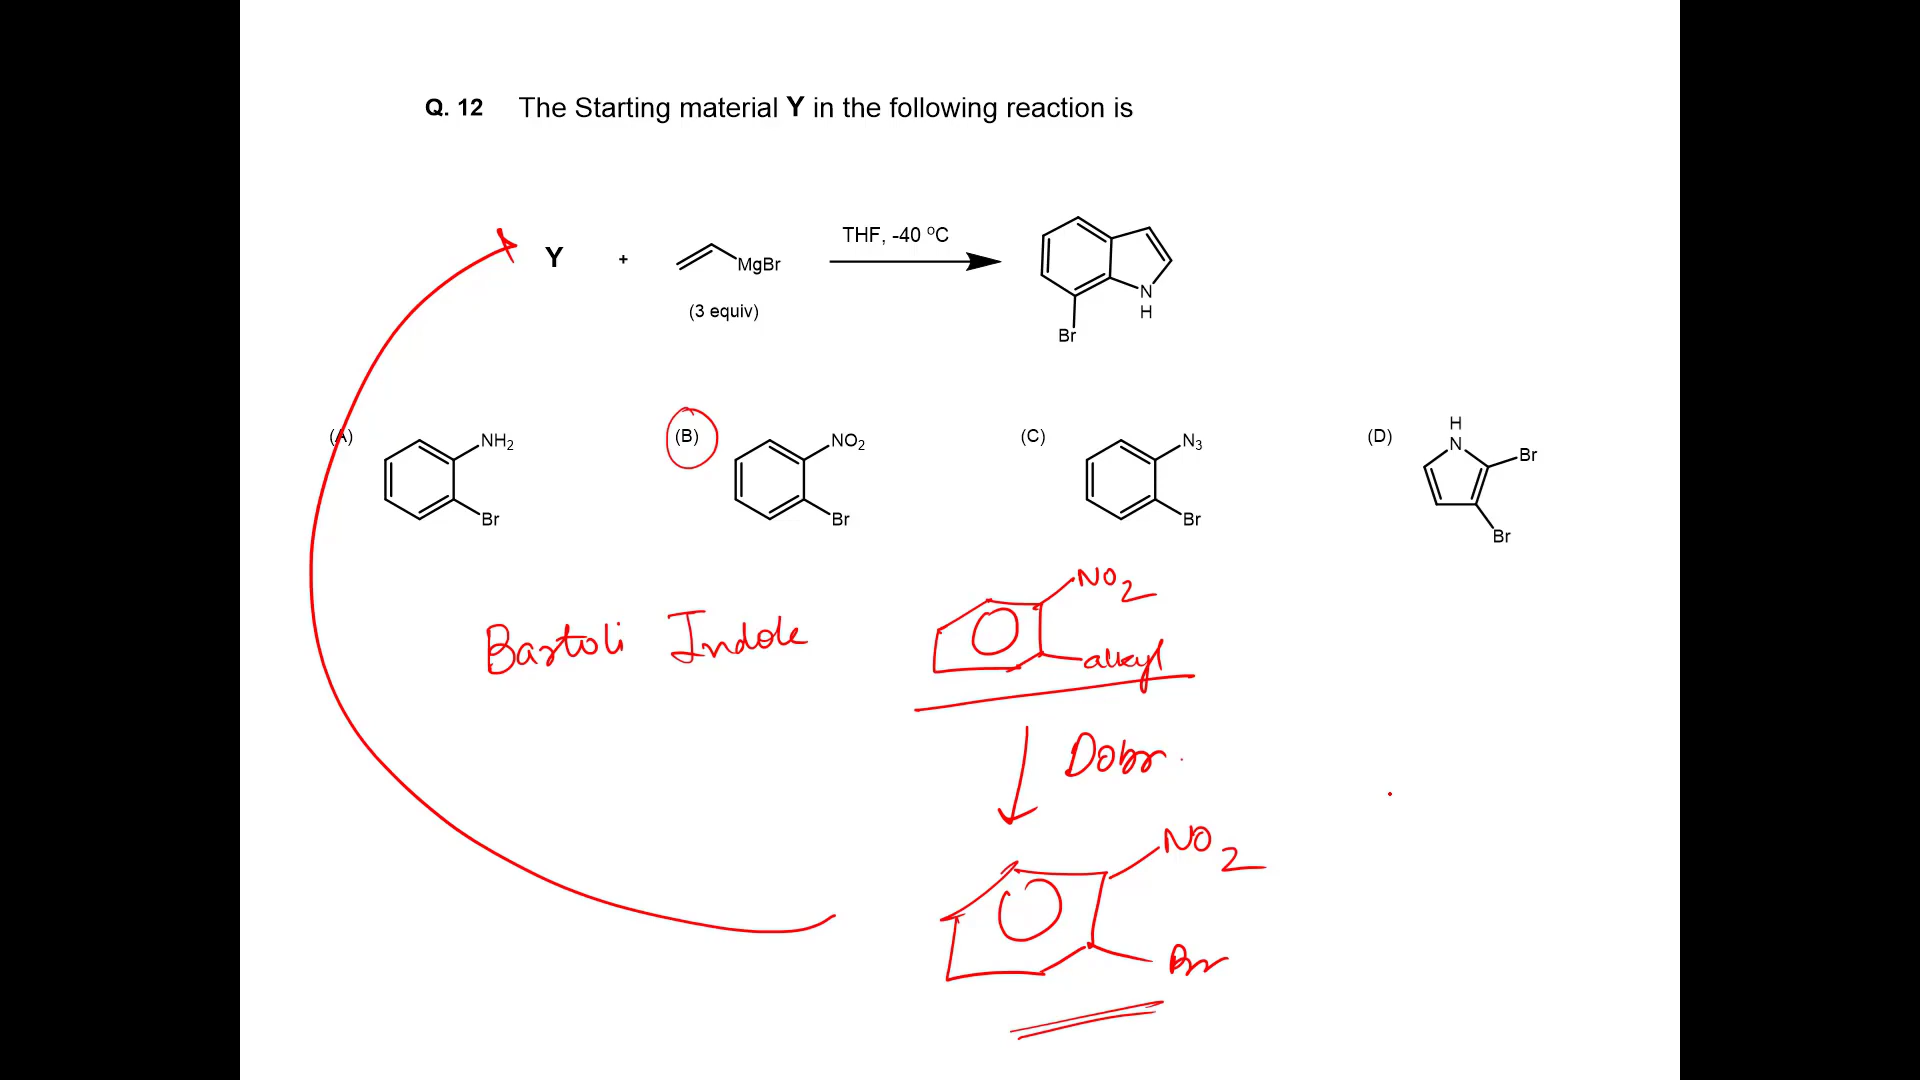 Q. 12 The Starting material Y in the following reaction is
Y + MgBr
(3 equiv)
THF, -40 ºC
N
H
Br
(A) NH2
Br
(B) NO2
Br
(C) N3
Br
(D) H
N
Br
Br
Bartoli Indole
NO2
alkyl
Dobr.
NO2
Br